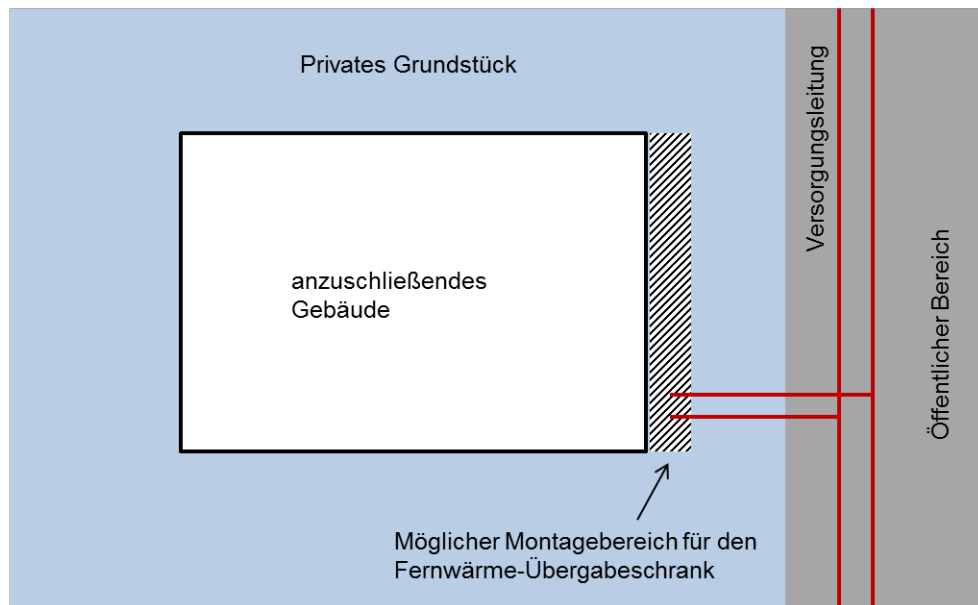 Privates Grundstück
Versorgungsleitung
Öffentlicher Bereich
anzuschließendes
Gebäude
Möglicher Montagebereich für den
Fernwärme-Übergabeschrank